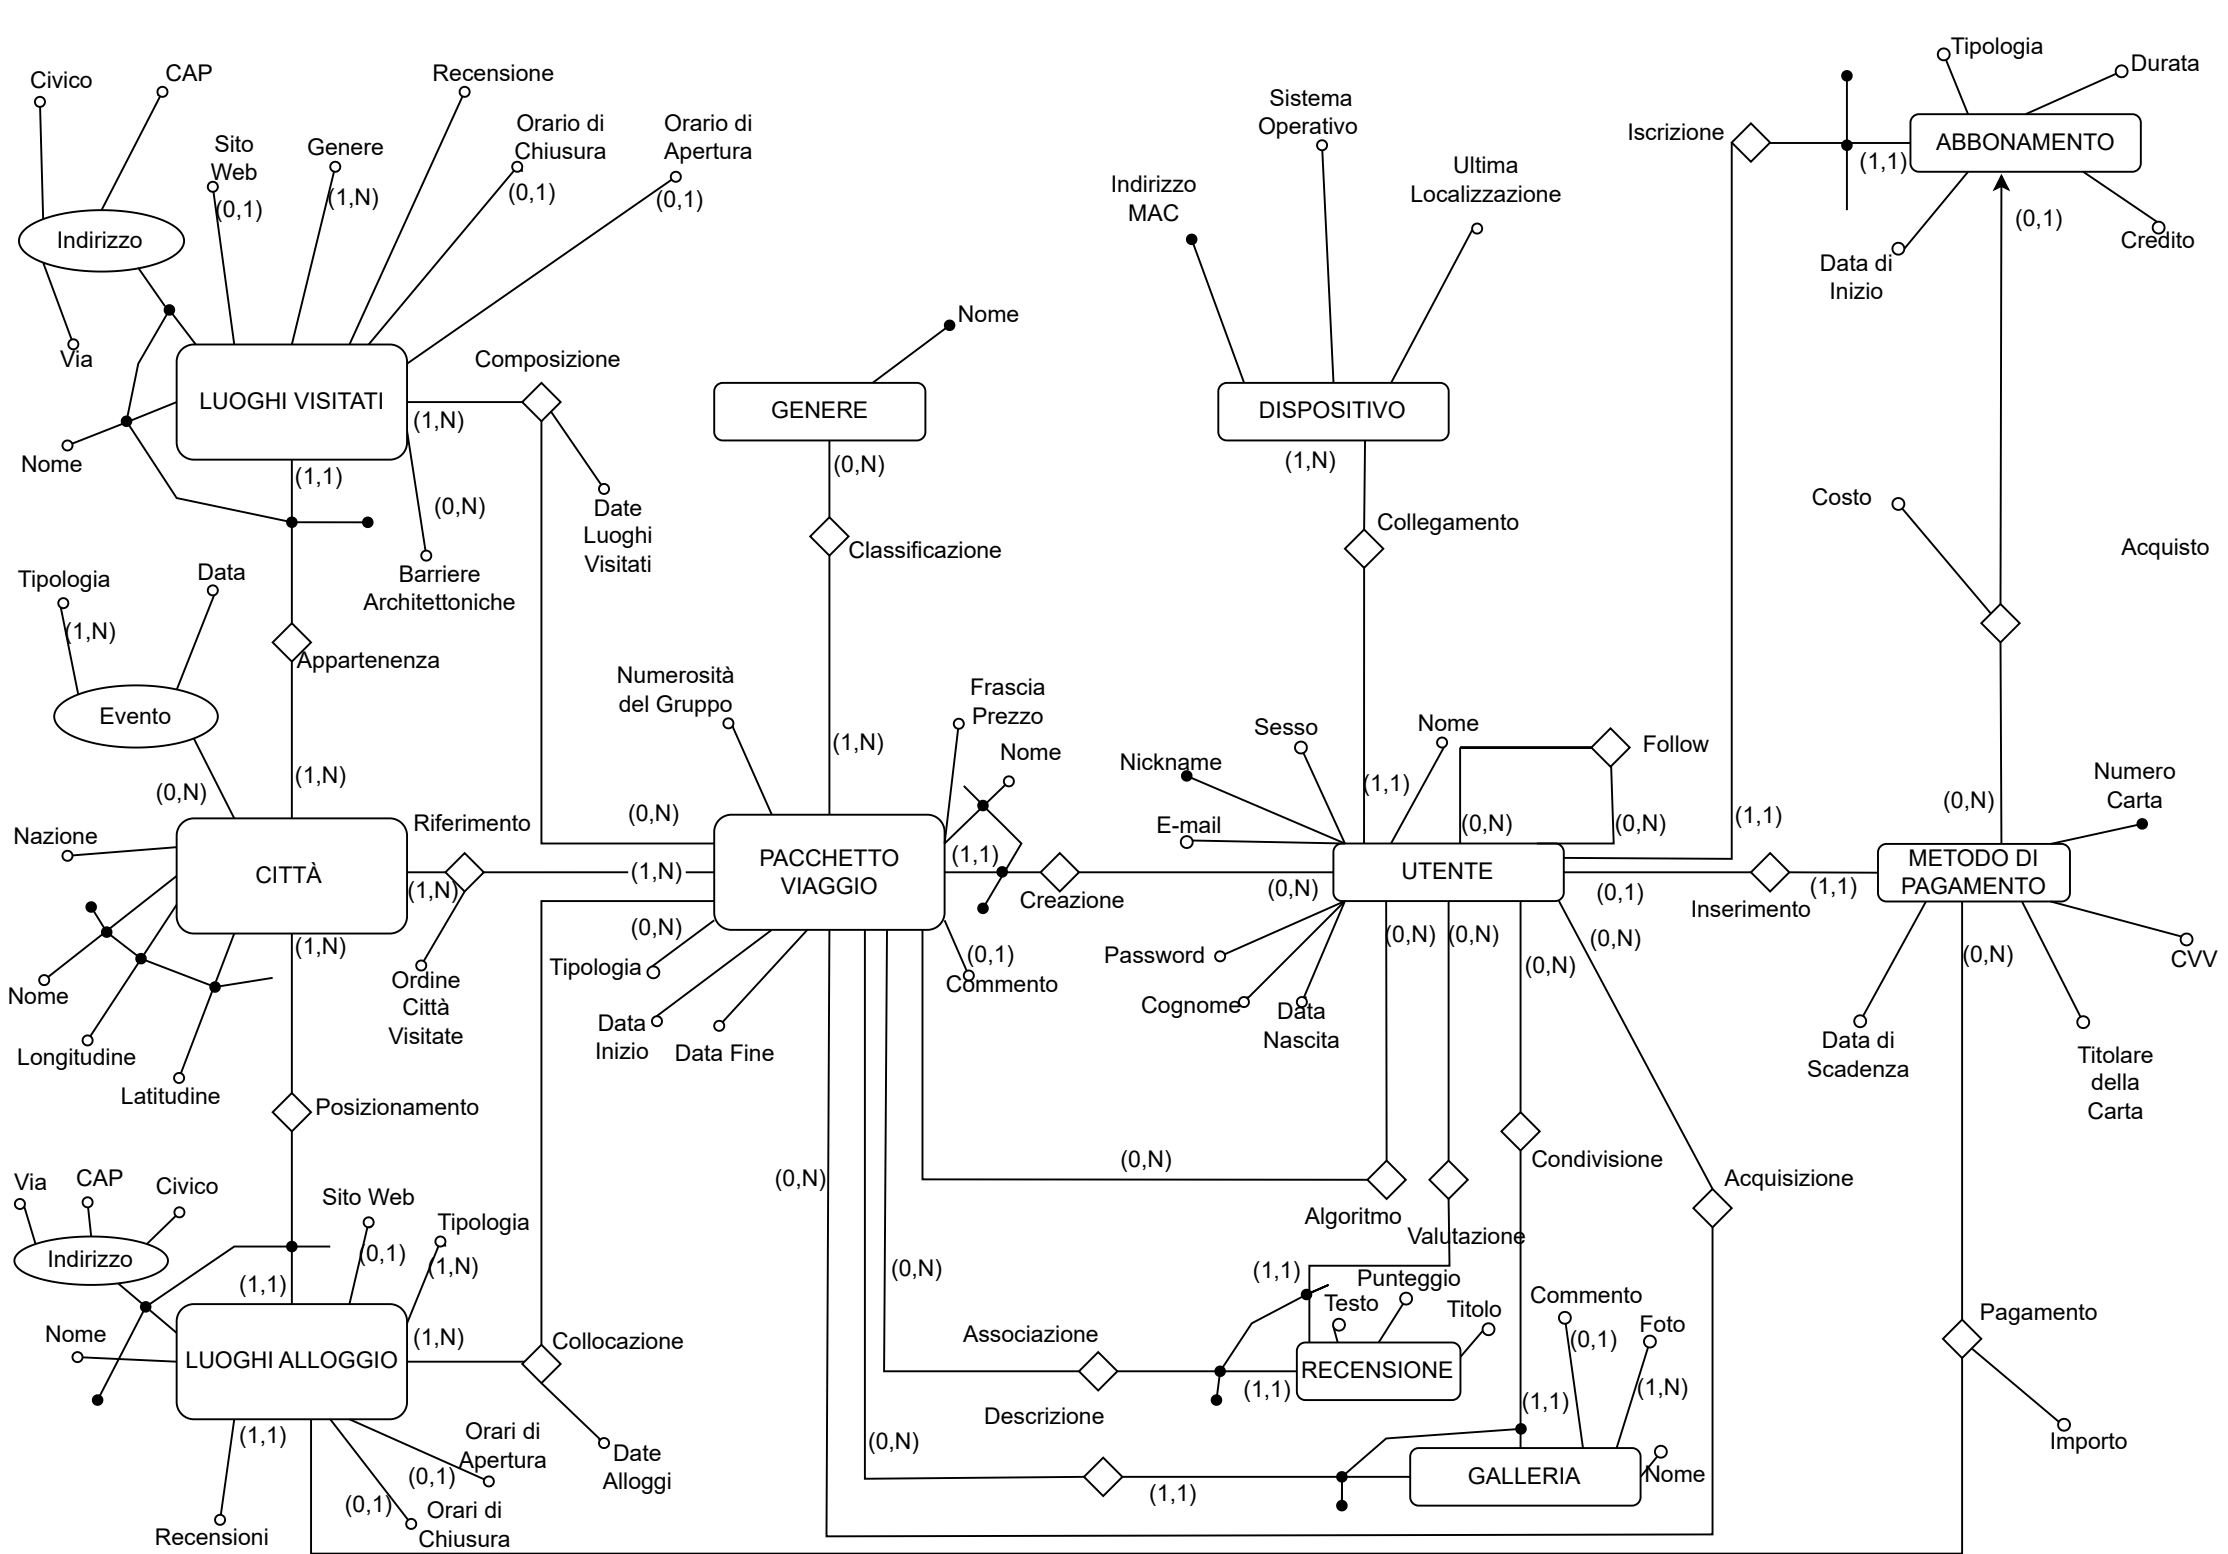 Tipologia
Durata
Civico
CAP
Recensione
Sistema
Operativo
Orario di
Chiusura
(0,1)
Orario di
Apertura
(0,1)
Sito
Web
(0,1)
Genere
(1,N)
Iscrizione
(1,1)
ABBONAMENTO
Ultima
Localizzazione
Indirizzo
MAC
Indirizzo
(0,1)
Credito
Data di
Inizio
Nome
Via
Composizione
LUOGHI VISITATI
(1,N)
GENERE
DISPOSITIVO
Nome
(1,1)
(0,N)
(1,N)
(0,N)
Date
Luoghi
Visitati
Costo
Collegamento
Classificazione
Acquisto
Barriere
Architettoniche
Tipologia
(1,N)
Data
Appartenenza
Numerosità
del Gruppo
Frascia
Prezzo
Evento
Nome
Sesso
Nome
Follow
(1,N)
Nickname
(1,N)
(0,N)
(1,1)
Numero
Carta
(0,N)
(0,N)
(1,1)
Riferimento
E-mail
(0,N)
(0,N)
Nazione
CITTÀ
(1,N)
(1,N)
PACCHETTO
VIAGGIO
(1,1)
Creazione
(0,N)
UTENTE
(0,1)
Inserimento
(1,1)
METODO DI
PAGAMENTO
(1,N)
(0,N)
(0,N)
(0,N)
(0,N)
(0,N)
(0,N)
(0,1)
Commento
Tipologia
Password
CVV
Nome
Ordine
Città
Visitate
Cognome
Data
Nascita
Data
Inizio
Data Fine
Longitudine
Latitudine
Data di
Scadenza
Titolare
della
Carta
Posizionamento
(0,N)
(0,N)
Condivisione
Acquisizione
Via
CAP
Civico
Sito Web
(0,1)
Tipologia
(1,N)
Algoritmo
Valutazione
Indirizzo
(1,1)
(0,N)
(1,1)
Punteggio
Testo
Titolo
Commento
(0,1)
Foto
(1,N)
Pagamento
Nome
LUOGHI ALLOGGIO
(1,N)
Collocazione
Associazione
(1,1)
RECENSIONE
(1,1)
Descrizione
(1,1)
(0,N)
Orari di
Apertura
(0,1)
Date
Alloggi
Importo
(1,1)
GALLERIA
Nome
(0,1)
Orari di
Chiusura
Recensioni